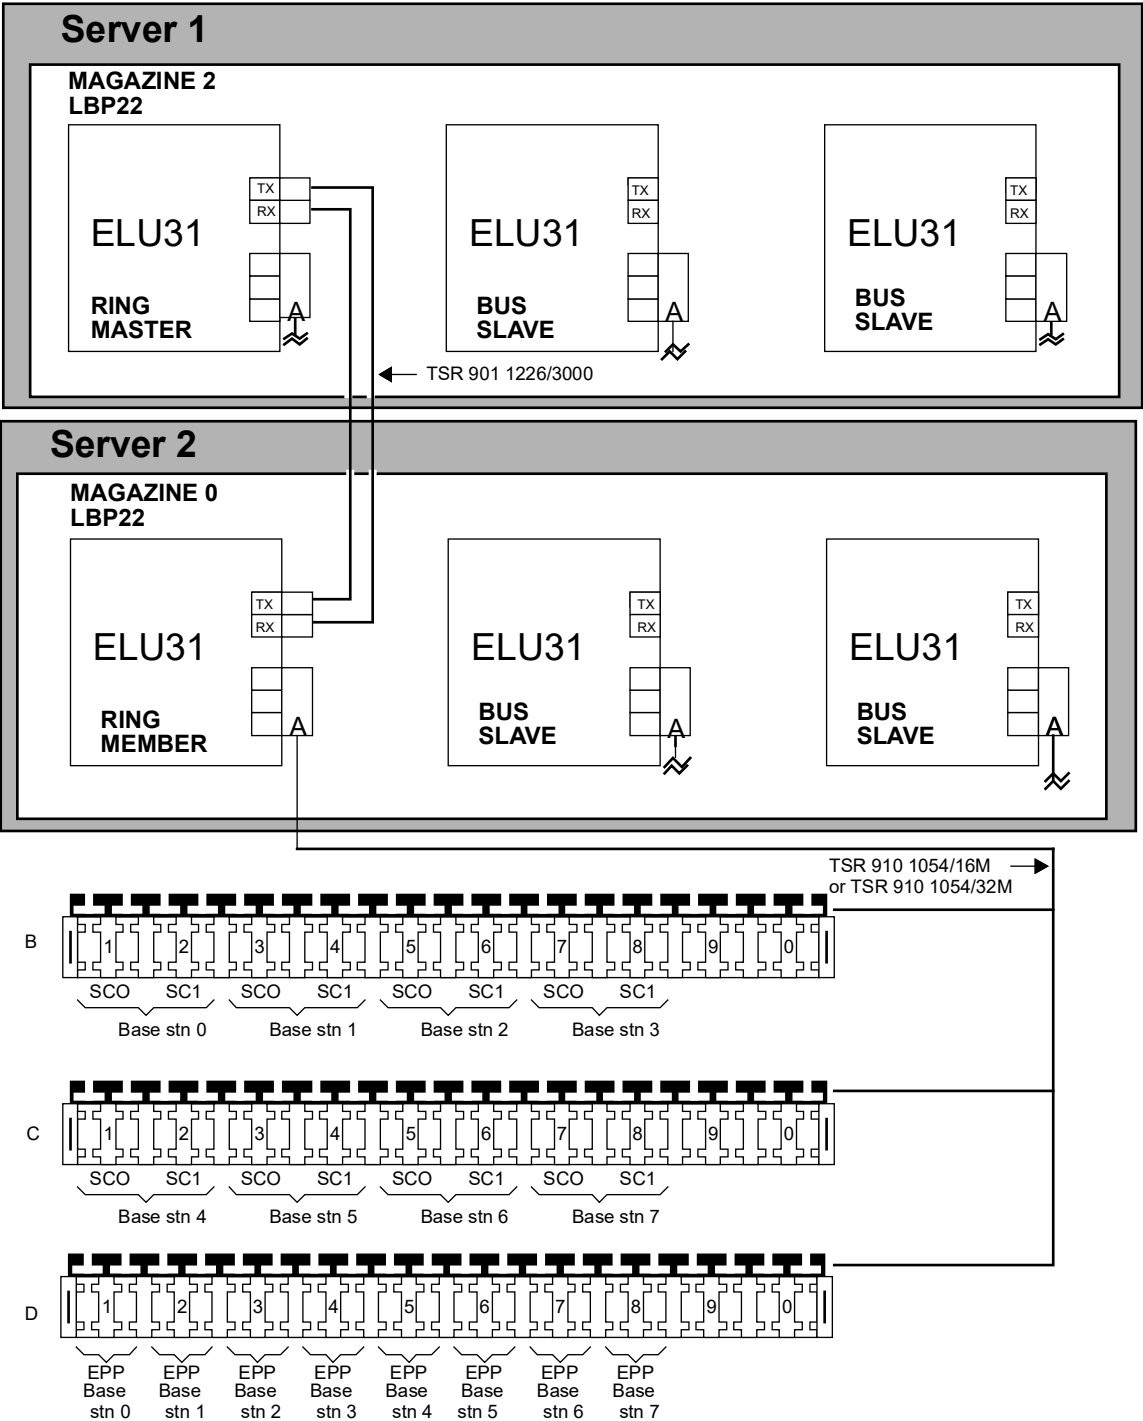 Server 1
MAGAZINE 2
LBP22
TX
RX
ELU31
RING
MASTER
A
TX
RX
ELU31
BUS
SLAVE
A
TX
RX
ELU31
BUS
SLAVE
A
TSR 901 1226/3000
Server 2
MAGAZINE 0
LBP22
TX
RX
ELU31
RING
MEMBER
A
TX
RX
ELU31
BUS
SLAVE
A
TX
RX
ELU31
BUS
SLAVE
A
TSR 910 1054/16M
or TSR 910 1054/32M
B
1 2 3 4 5 6 7 8 9 0
SCO SC1 SCO SC1 SCO SC1 SCO SC1
Base stn 0 Base stn 1 Base stn 2 Base stn 3
C
1 2 3 4 5 6 7 8 9 0
SCO SC1 SCO SC1 SCO SC1 SCO SC1
Base stn 4 Base stn 5 Base stn 6 Base stn 7
D
1 2 3 4 5 6 7 8 9 0
EPP EPP EPP EPP EPP EPP EPP EPP
Base Base Base Base Base Base Base Base
stn 0 stn 1 stn 2 stn 3 stn 4 stn 5 stn 6 stn 7